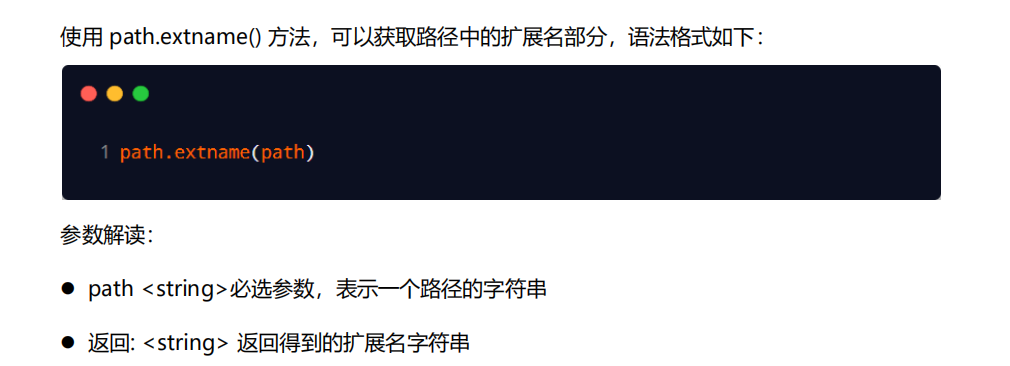 使用 path.extname() 方法，可以获取路径中的扩展名部分，语法格式如下：
1 path.extname(path)
参数解读：
● path <string>必选参数，表示一个路径的字符串
● 返回: <string> 返回得到的扩展名字符串